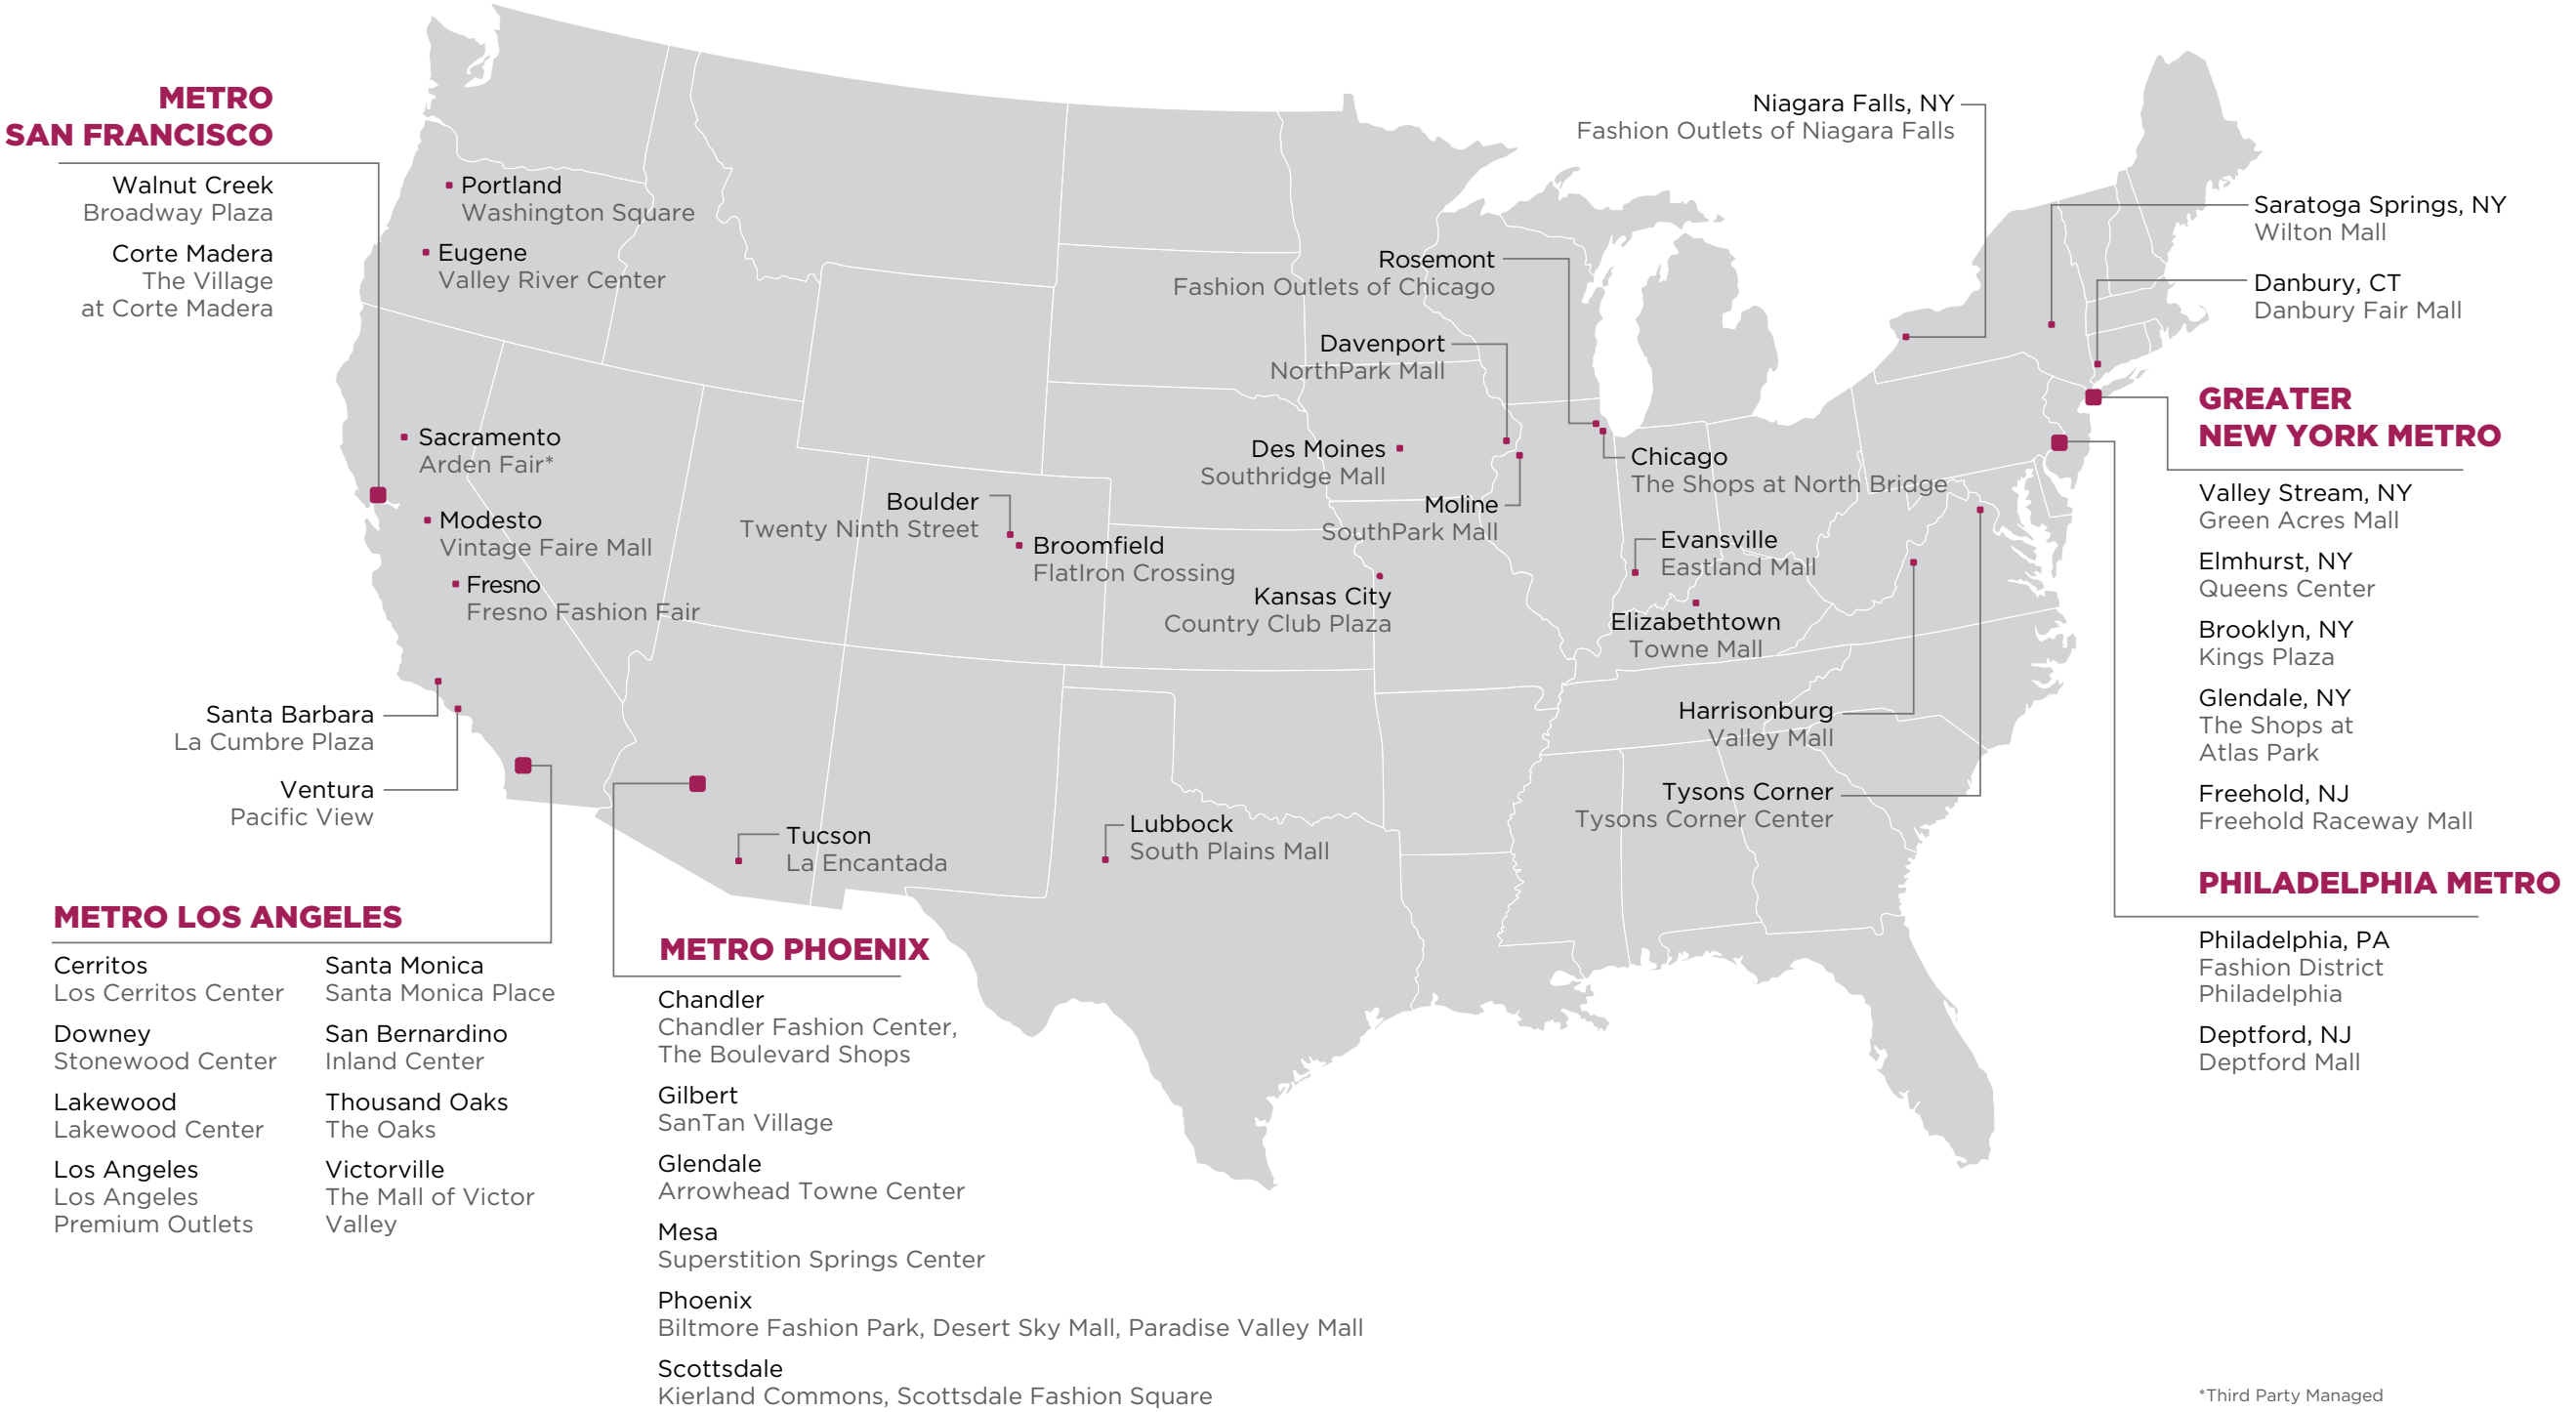 METRO
SAN FRANCISCO
Walnut Creek
Broadway Plaza
Corte Madera
The Village
at Corte Madera
Portland
Washington Square
Eugene
Valley River Center
Sacramento
Arden Fair*
Modesto
Vintage Faire Mall
Fresno
Fresno Fashion Fair
Santa Barbara
La Cumbre Plaza
Ventura
Pacific View
METRO LOS ANGELES
Cerritos
Los Cerritos Center
Downey
Stonewood Center
Lakewood
Lakewood Center
Los Angeles
Los Angeles
Premium Outlets
Santa Monica
Santa Monica Place
San Bernardino
Inland Center
Thousand Oaks
The Oaks
Victorville
The Mall of Victor
Valley
Tucson
La Encantada
METRO PHOENIX
Chandler
Chandler Fashion Center,
The Boulevard Shops
Gilbert
SanTan Village
Glendale
Arrowhead Towne Center
Mesa
Superstition Springs Center
Phoenix
Biltmore Fashion Park, Desert Sky Mall, Paradise Valley Mall
Scottsdale
Kierland Commons, Scottsdale Fashion Square
Boulder
Twenty Ninth Street
Broomfield
FlatIron Crossing
Lubbock
South Plains Mall
Rosemont
Fashion Outlets of Chicago
Davenport
NorthPark Mall
Des Moines
Southridge Mall
Moline
SouthPark Mall
Kansas City
Country Club Plaza
Chicago
The Shops at North Bridge
Evansville
Eastland Mall
Elizabethtown
Towne Mall
Harrisonburg
Valley Mall
Tysons Corner
Tysons Corner Center
Niagara Falls, NY
Fashion Outlets of Niagara Falls
Saratoga Springs, NY
Wilton Mall
Danbury, CT
Danbury Fair Mall
GREATER
NEW YORK METRO
Valley Stream, NY
Green Acres Mall
Elmhurst, NY
Queens Center
Brooklyn, NY
Kings Plaza
Glendale, NY
The Shops at
Atlas Park
Freehold, NJ
Freehold Raceway Mall
PHILADELPHIA METRO
Philadelphia, PA
Fashion District
Philadelphia
Deptford, NJ
Deptford Mall
*Third Party Managed